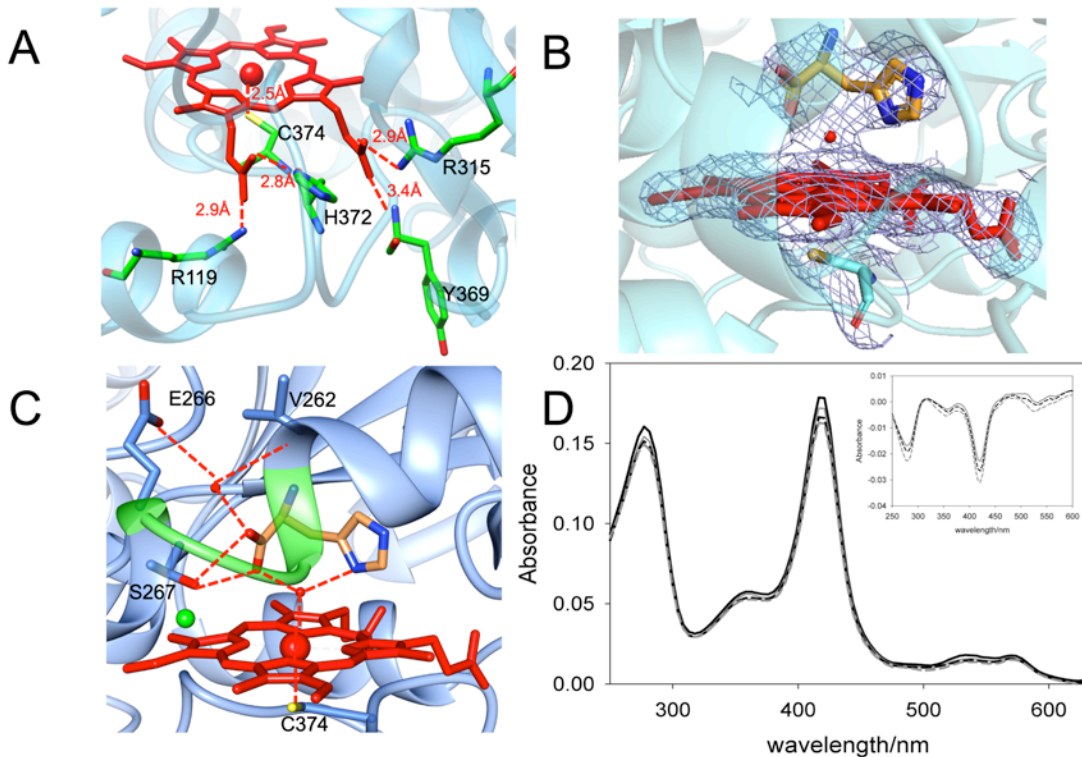 A
2.5Å
C374
2.9Å
R315
2.8Å
3.4Å
2.9Å
H372
R119
Y369
B
C
E266
V262
S267
C374
D
0.20
0.15
0.10
0.05
0.00
Absorbance
300
400
500
600
wavelength/nm
0.01
0.00
-0.01
-0.02
-0.03
-0.04
Absorbance
250
300
350
400
450
500
550
600
wavelength/nm